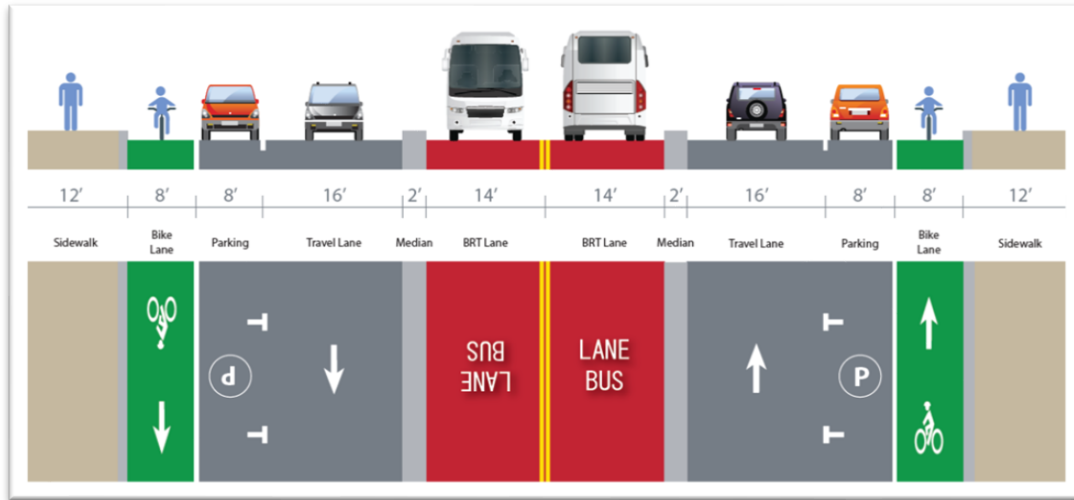 12’ 8’ 8’ 16’ 2’ 14’ 14’ 2’ 16’ 8’ 8’ 12’
Sidewalk Bike Lane Parking Travel Lane Median BRT Lane BRT Lane Median Travel Lane Parking Bike Lane Sidewalk
BUS LANE
LANE
BUS
P
P